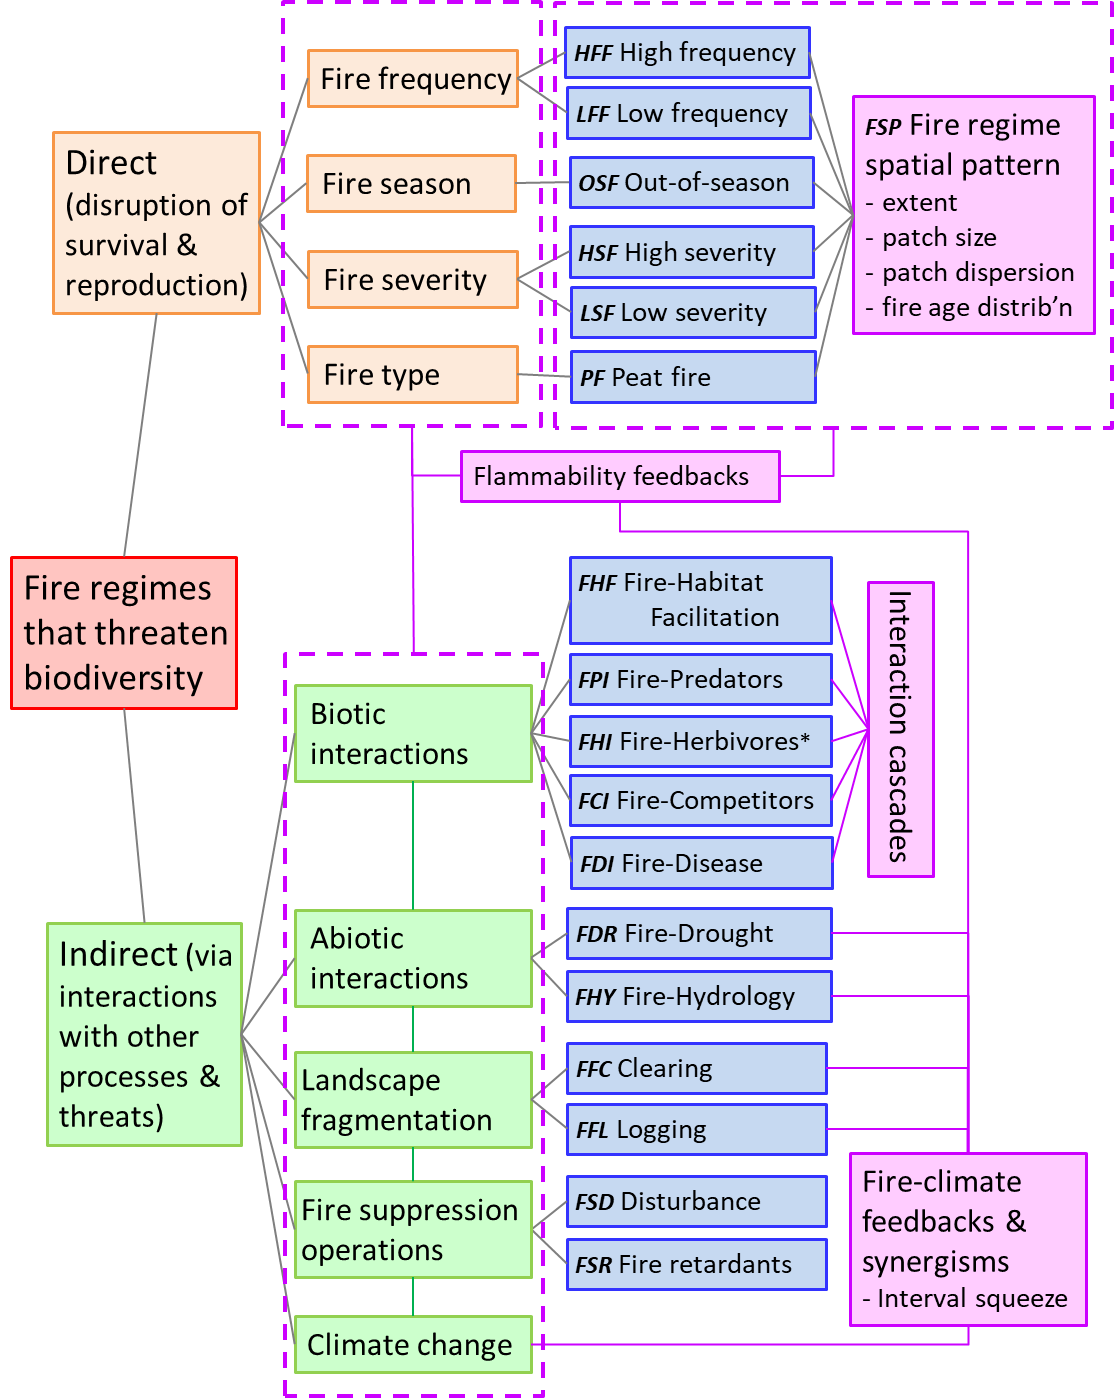 Fire frequency
HFF High frequency
LFF Low frequency
FSP Fire regime
spatial pattern
- extent
- patch size
- patch dispersion
- fire age distrib’n
Direct
(disruption of
survival &
reproduction)
Fire season
OSF Out-of-season
Fire severity
HSF High severity
LSF Low severity
Fire type
PF Peat fire
Flammability feedbacks
Fire regimes
that threaten
biodiversity
FHF Fire-Habitat
Facilitation
FPI Fire-Predators
FHI Fire-Herbivores*
FCI Fire-Competitors
FDI Fire-Disease
Interaction cascades
Biotic
interactions
Indirect (via
interactions
with other
processes &
threats)
Abiotic
interactions
FDR Fire-Drought
FHY Fire-Hydrology
Landscape
fragmentation
FFC Clearing
FFL Logging
Fire suppression
operations
FSD Disturbance
FSR Fire retardants
Fire-climate
feedbacks &
synergisms
- Interval squeeze
Climate change